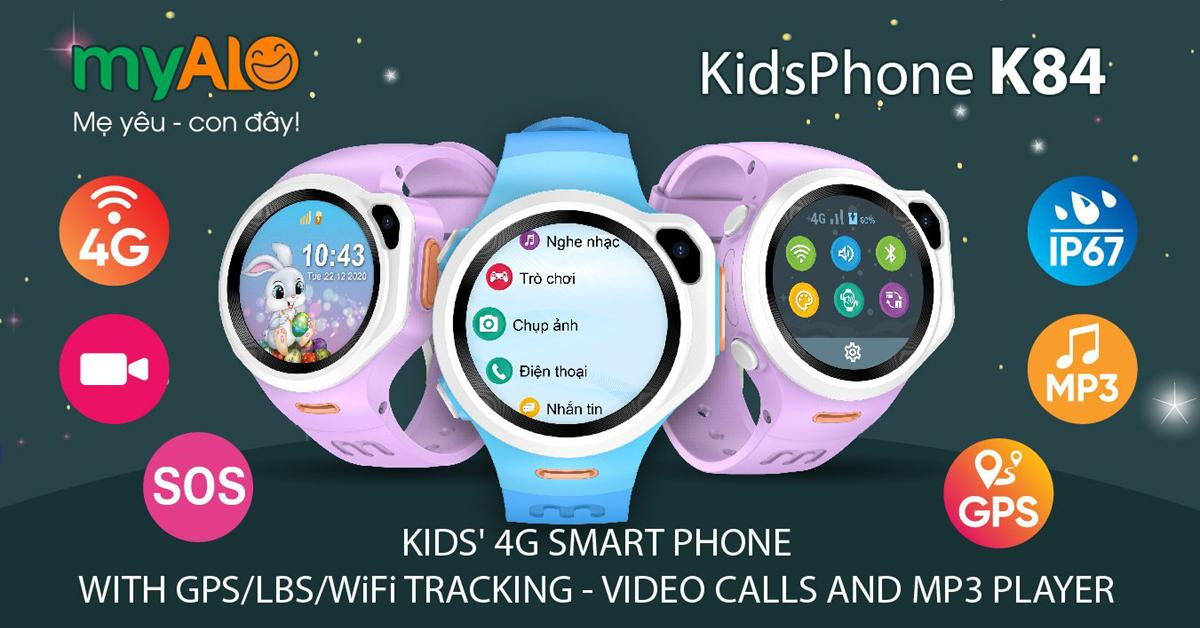 myAlo
KidsPhone K84
Mẹ yêu - con đây!
4G
SOS
10:43
Tue 22.12 2020
Nghe nhạc
Trò chơi
Chụp ảnh
Điện thoại
Nhắn tin
4G 50%
IP67
MP3
GPS
KIDS' 4G SMART PHONE
WITH GPS/LBS/WiFi TRACKING - VIDEO CALLS AND MP3 PLAYER